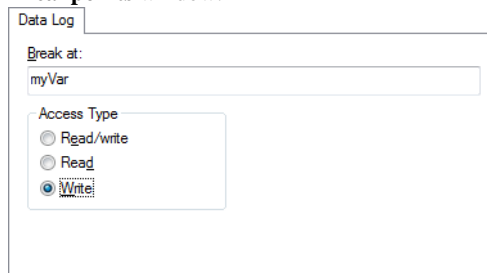 Data Log
Break at:
myVar
Access Type
Read/write
Read
Write